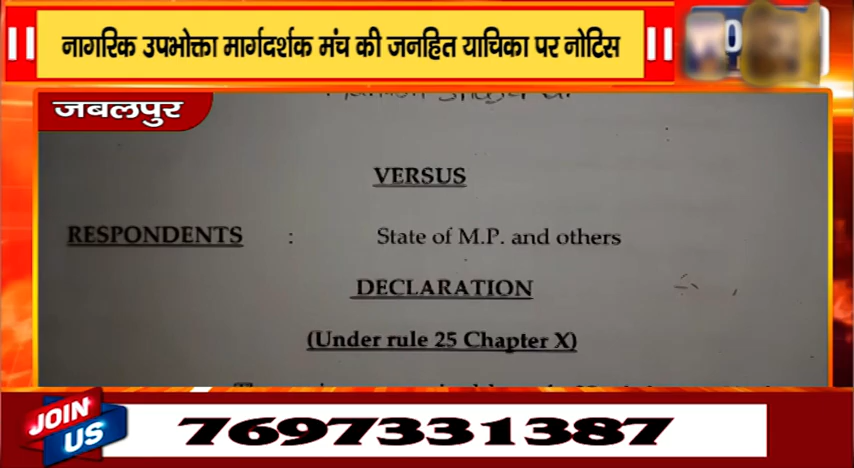 नागरिक उपभोक्ता मार्गदर्शक मंच की जनहित याचिका पर नोटिस
जबलपुर
VERSUS
RESPONDENTS : State of M.P. and others
DECLARATION
(Under rule 25 Chapter X)
JOIN US
7697331387